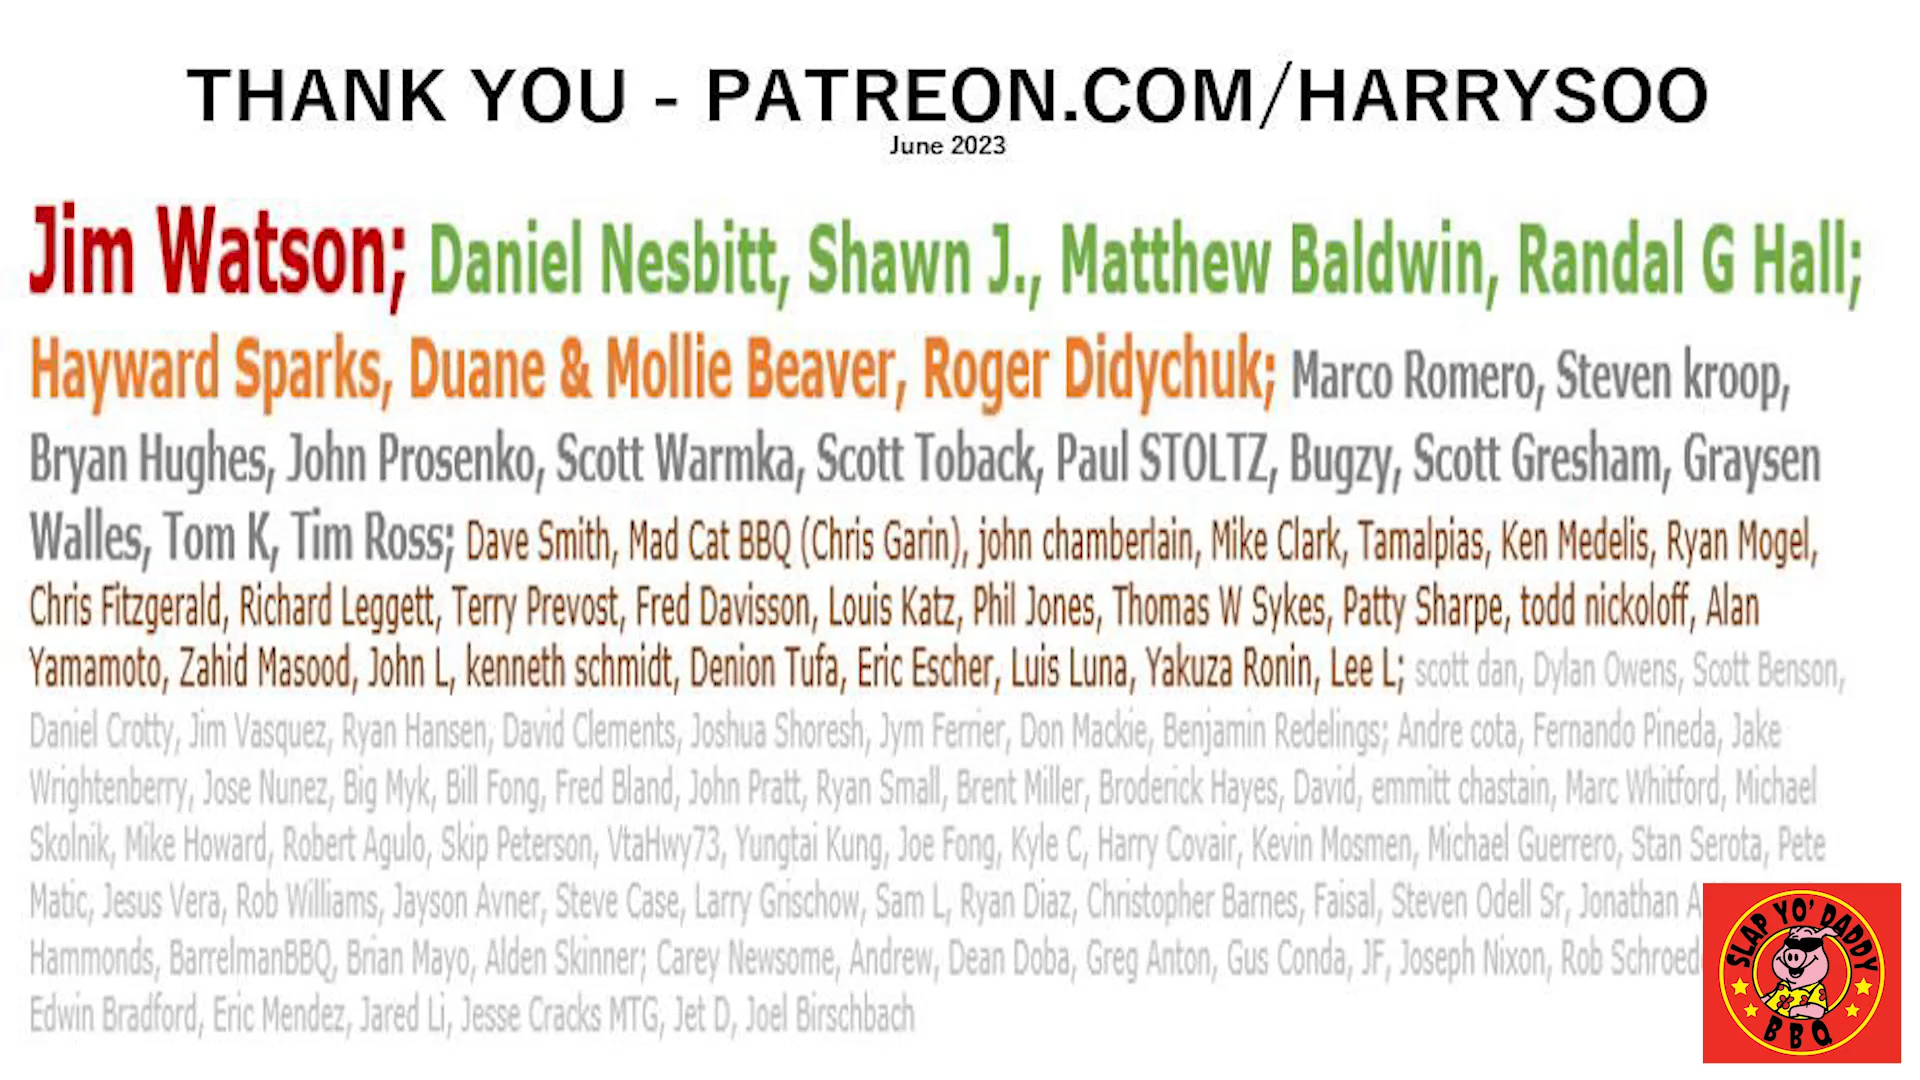 THANK YOU - PATREON.COM/HARRYSOO
June 2023
Jim Watson; Daniel Nesbitt, Shawn J., Matthew Baldwin, Randal G Hall;
Hayward Sparks, Duane & Mollie Beaver, Roger Didychuk; Marco Romero, Steven kroop,
Bryan Hughes, John Prosenko, Scott Warmka, Scott Toback, Paul STOLTZ, Bugzy, Scott Gresham, Graysen
Walles, Tom K, Tim Ross; Dave Smith, Mad Cat BBQ (Chris Garin), john chamberlain, Mike Clark, Tamalpias, Ken Medelis, Ryan Mogel,
Chris Fitzgerald, Richard Leggett, Terry Prevost, Fred Davisson, Louis Katz, Phil Jones, Thomas W Sykes, Patty Sharpe, todd nickoloff, Alan
Yamamoto, Zahid Masood, John L, kenneth schmidt, Denion Tufa, Eric Escher, Luis Luna, Yakuza Ronin, Lee L; scott dan, Dylan Owens, Scott Benson,
Daniel Crotty, Jim Vasquez, Ryan Hansen, David Clements, Joshua Shoresh, Jym Ferrier, Don Mackie, Benjamin Redelings; Andre cota, Fernando Pineda, Jake
Wrightenberry, Jose Nunez, Big Myk, Bill Fong, Fred Bland, John Pratt, Ryan Small, Brent Miller, Broderick Hayes, David, emmitt chastain, Marc Whitford, Michael
Skolnik, Mike Howard, Robert Agulo, Skip Peterson, VtaHwy73, Yungtai Kung, Joe Fong, Kyle C, Harry Covair, Kevin Mosmen, Michael Guerrero, Stan Serota, Pete
Matic, Jesus Vera, Rob Williams, Jayson Avner, Steve Case, Larry Grischow, Sam L, Ryan Diaz, Christopher Barnes, Faisal, Steven Odell Sr, Jonathan
Hammonds, BarrelmanBBQ, Brian Mayo, Alden Skinner; Carey Newsome, Andrew, Dean Doba, Greg Anton, Gus Conda, JF, Joseph Nixon, Rob
Edwin Bradford, Eric Mendez, Jared Li, Jesse Cracks MTG, Jet D, Joel Birschbach
SLAP YO' DADDY
BBQ